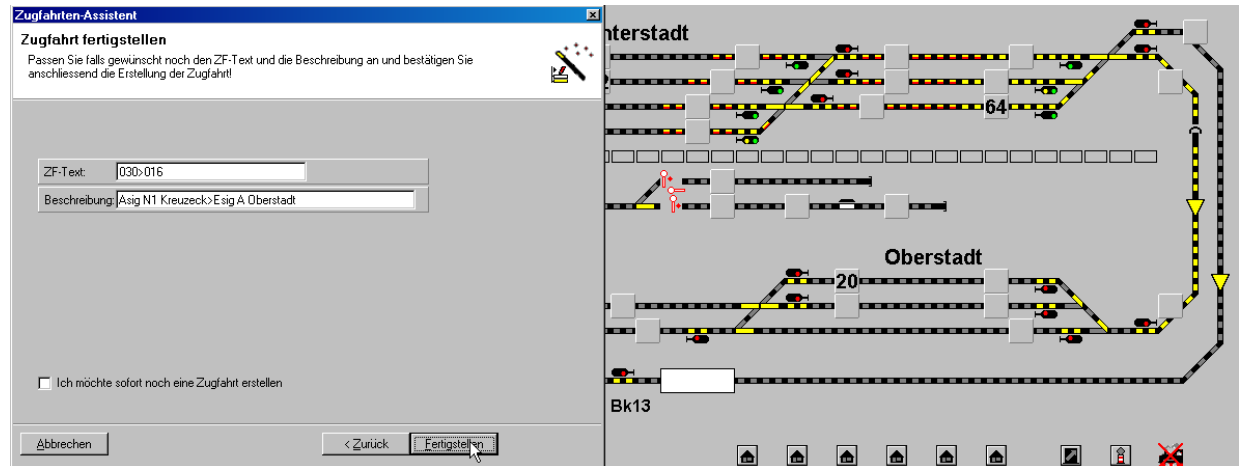 Zugfahrten-Assistent
Zugfahrt fertigstellen
Passen Sie falls gewünscht noch den ZF-Text und die Beschreibung an und bestätigen Sie
anschliessend die Erstellung der Zugfahrt!
ZF-Text: 030>016
Beschreibung: Asig N1 Kreuzeck>Esig A Oberstadt
Ich möchte sofort noch eine Zugfahrt erstellen
Abbrechen
< Zurück
Fertigstellen
nterstadt
64
Oberstadt
20
Bk13